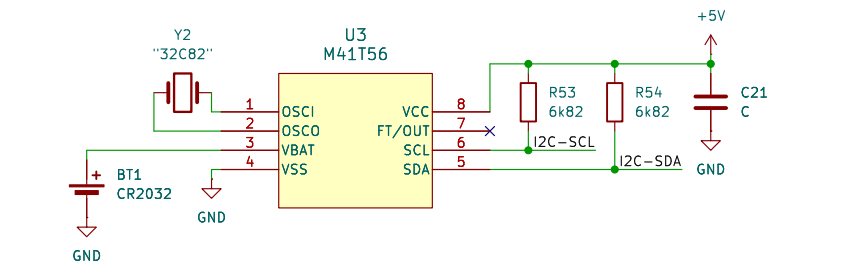 +5V
Y2
"32C82"
U3
M41T56
1 OSCI VCC 8
2 OSCO FT/OUT 7
3 VBAT SCL 6
4 VSS SDA 5
R53
6k82
R54
6k82
C21
C
I2C-SCL
I2C-SDA
GND
BT1
+
CR2032
GND
GND